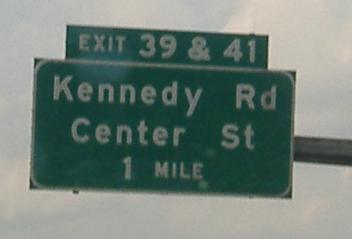 EXIT 39 & 41
Kennedy Rd
Center St
1 MILE